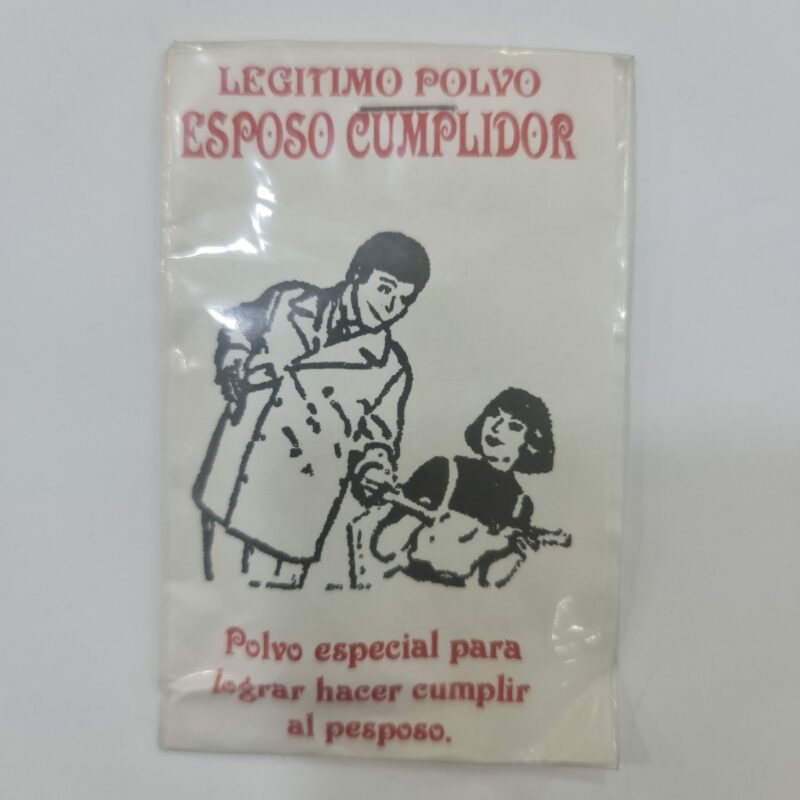 LEGITIMO POLVO
ESPOSO CUMPLIDOR
Polvo especial para
lograr hacer cumplir
al pesposo.